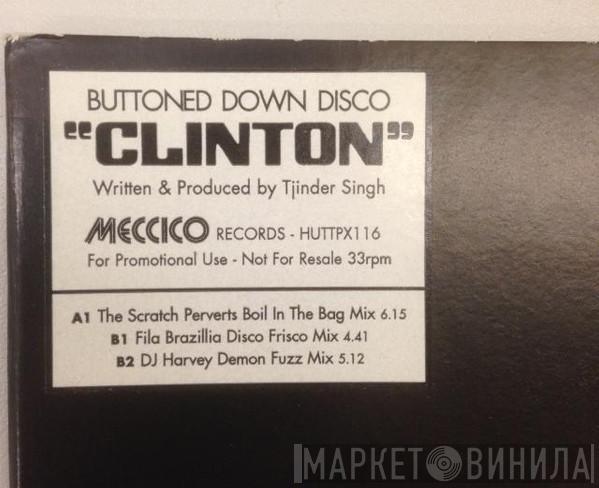 BUTTONED DOWN DISCO
"CLINTON"
Written & Produced by Tjinder Singh
MECCICO RECORDS - HUTTPX116
For Promotional Use - Not For Resale 33rpm
A1 The Scratch Perverts Boil In The Bag Mix 6.15
B1 Fila Brazillia Disco Frisco Mix 4.41
B2 DJ Harvey Demon Fuzz Mix 5.12
МАРКЕТ ВИНИЛА